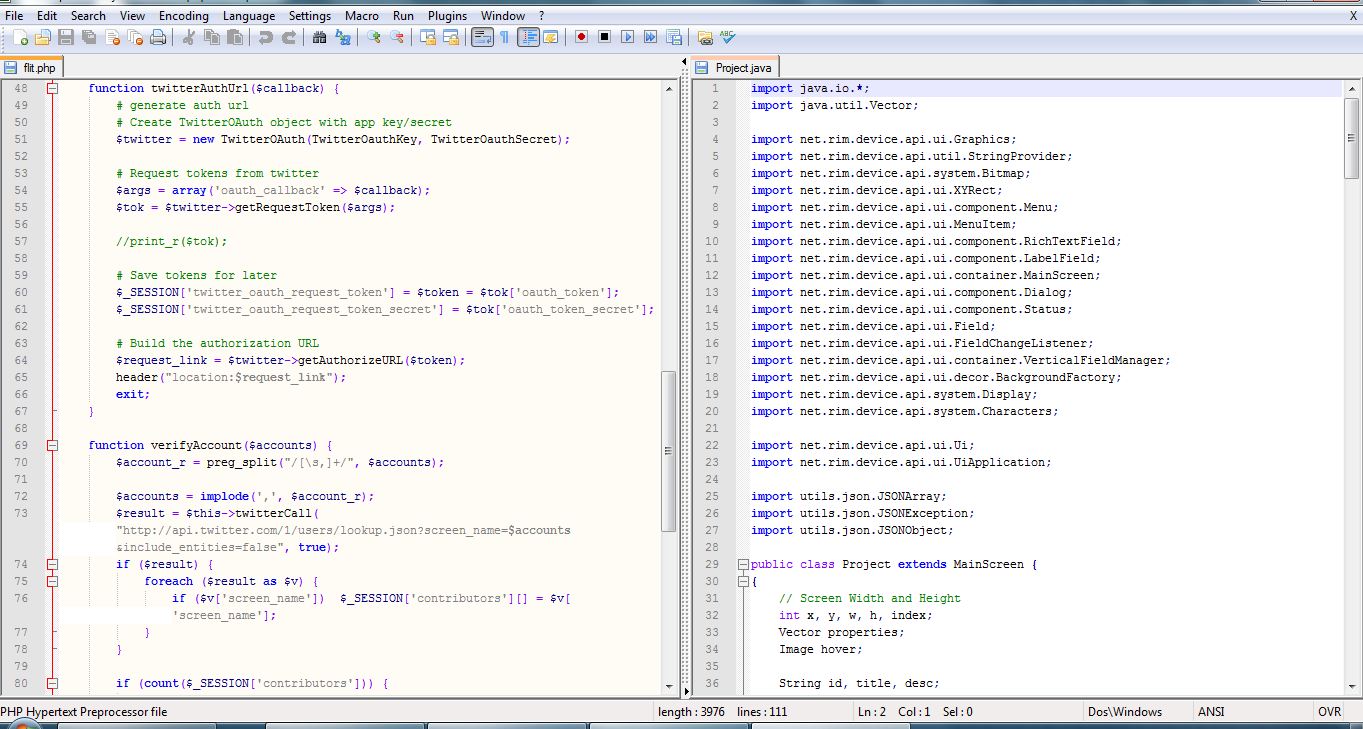 File Edit Search View Encoding Language Settings Macro Run Plugins Window ? X
flit.php
48 function twitterAuthUrl($callback) {
49 # generate auth url
50 # Create TwitterOAuth object with app key/secret
51 $twitter = new TwitterOAuth(TwitterOauthKey, TwitterOauthSecret);
52
53 # Request tokens from twitter
54 $args = array('oauth_callback' => $callback);
55 $tok = $twitter->getRequestToken($args);
56
57 //print_r($tok);
58
59 # Save tokens for later
60 $_SESSION['twitter_oauth_request_token'] = $token = $tok['oauth_token'];
61 $_SESSION['twitter_oauth_request_token_secret'] = $tok['oauth_token_secret'];
62
63 # Build the authorization URL
64 $request_link = $twitter->getAuthorizeURL($token);
65 header("location:$request_link");
66 exit;
67 }
68
69 function verifyAccount($accounts) {
70 $account_r = preg_split("/[\s,]+/", $accounts);
71
72 $accounts = implode(',', $account_r);
73 $result = $this->twitterCall(
"http://api.twitter.com/1/users/lookup.json?screen_name=$accounts
&include_entities=false", true);
74 if ($result) {
75 foreach ($result as $v) {
76 if ($v['screen_name']) $_SESSION['contributors'][] = $v[
'screen_name'];
77 }
78 }
79
80 if (count($_SESSION['contributors'])) {
Project.java
1 import java.io.*;
2 import java.util.Vector;
3
4 import net.rim.device.api.ui.Graphics;
5 import net.rim.device.api.util.StringProvider;
6 import net.rim.device.api.system.Bitmap;
7 import net.rim.device.api.ui.XYRect;
8 import net.rim.device.api.ui.component.Menu;
9 import net.rim.device.api.ui.MenuItem;
10 import net.rim.device.api.ui.component.RichTextField;
11 import net.rim.device.api.ui.component.LabelField;
12 import net.rim.device.api.ui.container.MainScreen;
13 import net.rim.device.api.ui.component.Dialog;
14 import net.rim.device.api.ui.component.Status;
15 import net.rim.device.api.ui.Field;
16 import net.rim.device.api.ui.FieldChangeListener;
17 import net.rim.device.api.ui.container.VerticalFieldManager;
18 import net.rim.device.api.ui.decor.BackgroundFactory;
19 import net.rim.device.api.system.Display;
20 import net.rim.device.api.system.Characters;
21
22 import net.rim.device.api.ui.Ui;
23 import net.rim.device.api.ui.UiApplication;
24
25 import utils.json.JSONArray;
26 import utils.json.JSONException;
27 import utils.json.JSONObject;
28
29 public class Project extends MainScreen {
30 {
31 // Screen Width and Height
32 int x, y, w, h, index;
33 Vector properties;
34 Image hover;
35
36 String id, title, desc;
PHP Hypertext Preprocessor file length : 3976 lines : 111 Ln : 2 Col : 1 Sel : 0 Dos\Windows ANSI OVR